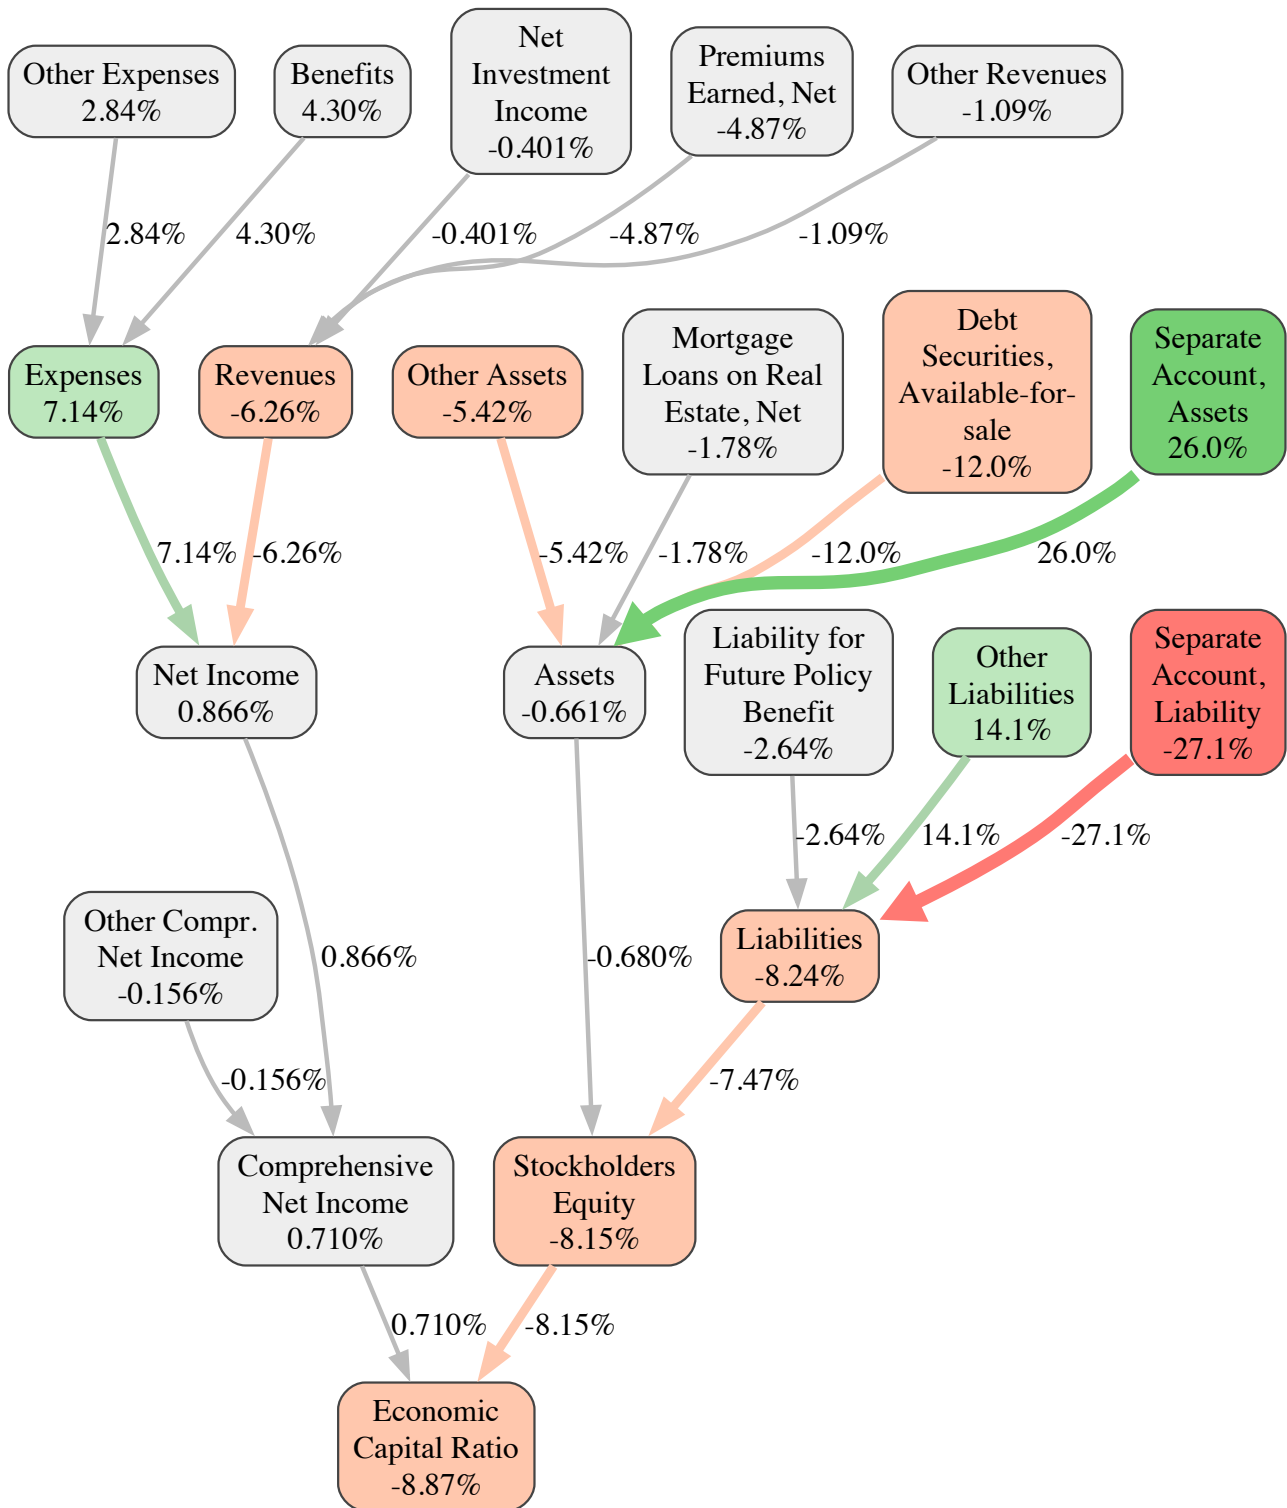 Other Expenses
2.84%
Benefits
4.30%
Net
Investment
Income
-0.401%
Premiums
Earned, Net
-4.87%
Other Revenues
-1.09%
2.84%
4.30%
-0.401%
-4.87%
-1.09%
Expenses
7.14%
Revenues
-6.26%
Other Assets
-5.42%
Mortgage
Loans on Real
Estate, Net
-1.78%
Debt
Securities,
Available-for-
sale
-12.0%
Separate
Account,
Assets
26.0%
7.14%
-6.26%
-5.42%
-1.78%
-12.0%
26.0%
Net Income
0.866%
Assets
-0.661%
Liability for
Future Policy
Benefit
-2.64%
Other
Liabilities
14.1%
Separate
Account,
Liability
-27.1%
-2.64%
14.1%
-27.1%
Other Compr.
Net Income
-0.156%
0.866%
-0.680%
Liabilities
-8.24%
-0.156%
-7.47%
Comprehensive
Net Income
0.710%
Stockholders
Equity
-8.15%
0.710%
-8.15%
Economic
Capital Ratio
-8.87%